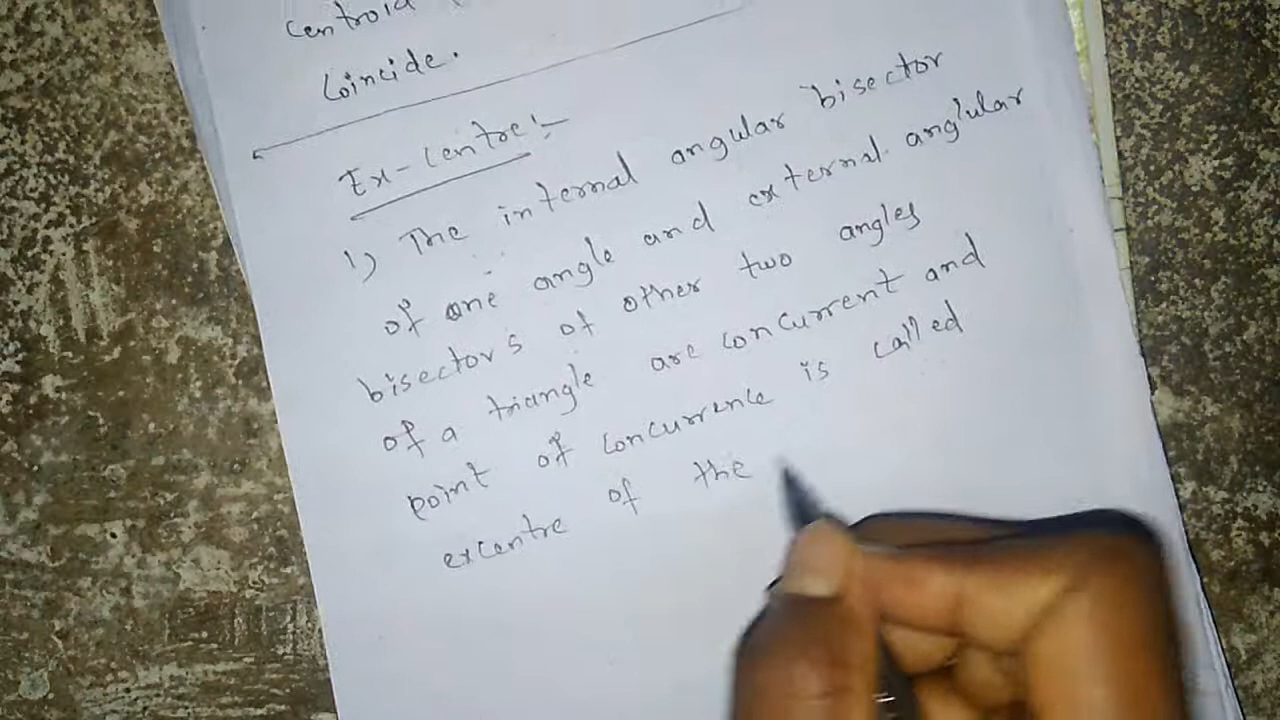 Centroid
Coincide.
Ex-Centre:-
1) The internal angular bisector
of one angle and external angular
bisectors of other two angles
of a triangle are concurrent and
point of concurrence is called
excentre of the